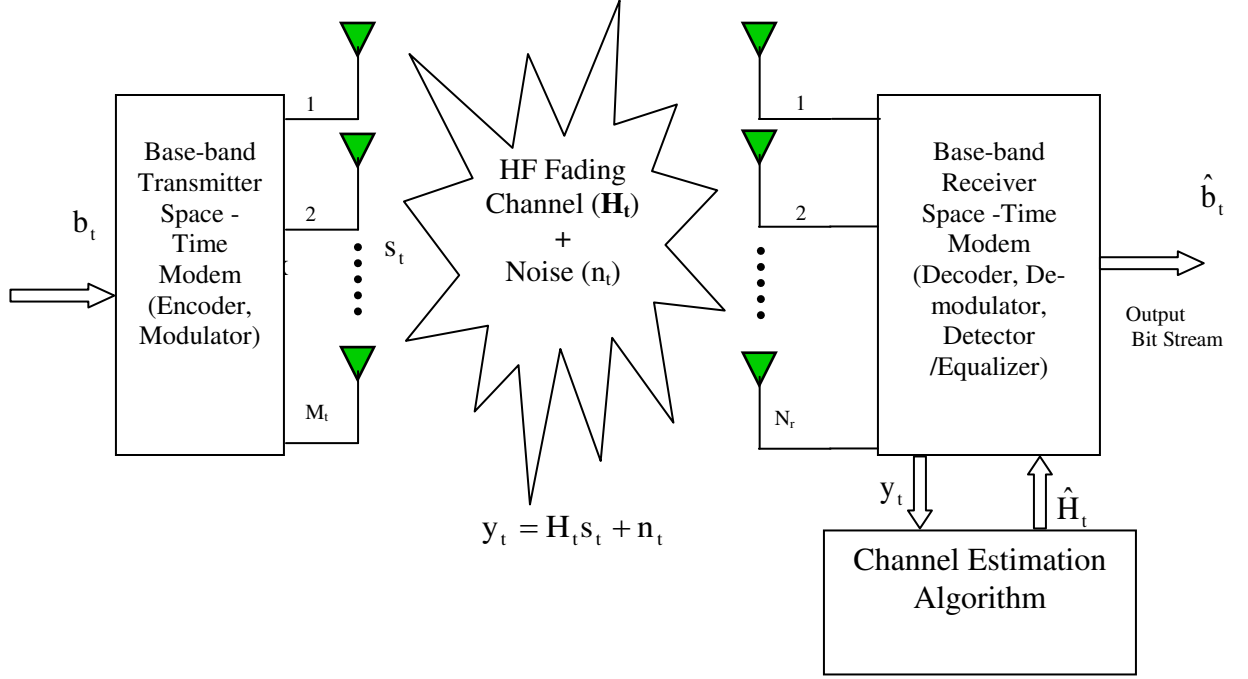 b_t
Base-band
Transmitter
Space -
Time
Modem
(Encoder,
Modulator)
1
2
M_t
s_t
HF Fading
Channel (H_t)
+
Noise (n_t)
y_t = H_t s_t + n_t
1
2
N_r
Base-band
Receiver
Space -Time
Modem
(Decoder, De-
modulator,
Detector
/Equalizer)
b̂_t
Output
Bit Stream
y_t
Ĥ_t
Channel Estimation
Algorithm